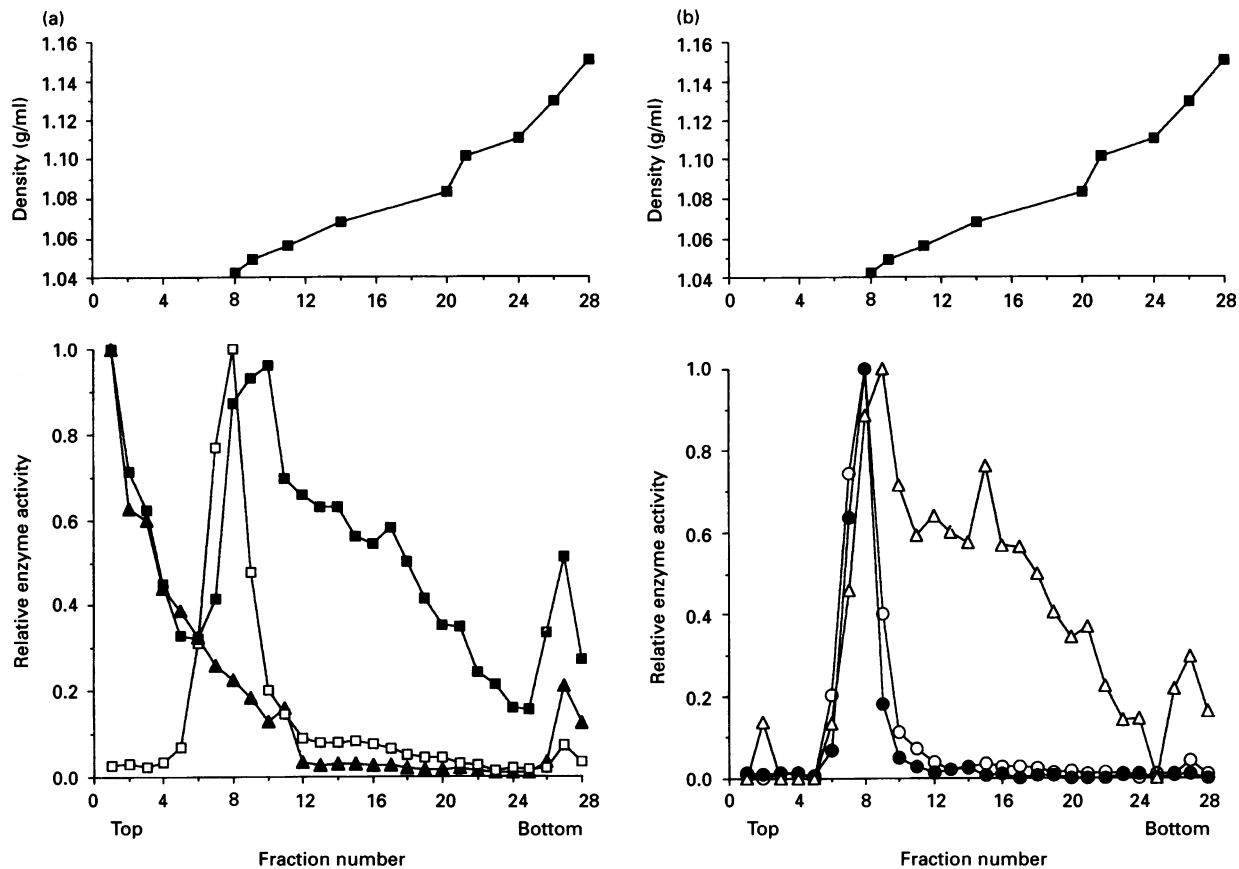 (a)
Density (g/ml)
1.16
1.14
1.12
1.10
1.08
1.06
1.04
0 4 8 12 16 20 24 28
Relative enzyme activity
1.0
0.8
0.6
0.4
0.2
0.0
0 4 8 12 16 20 24 28
Top Bottom
Fraction number
(b)
Density (g/ml)
1.16
1.14
1.12
1.10
1.08
1.06
1.04
0 4 8 12 16 20 24 28
Relative enzyme activity
1.0
0.8
0.6
0.4
0.2
0.0
0 4 8 12 16 20 24 28
Top Bottom
Fraction number